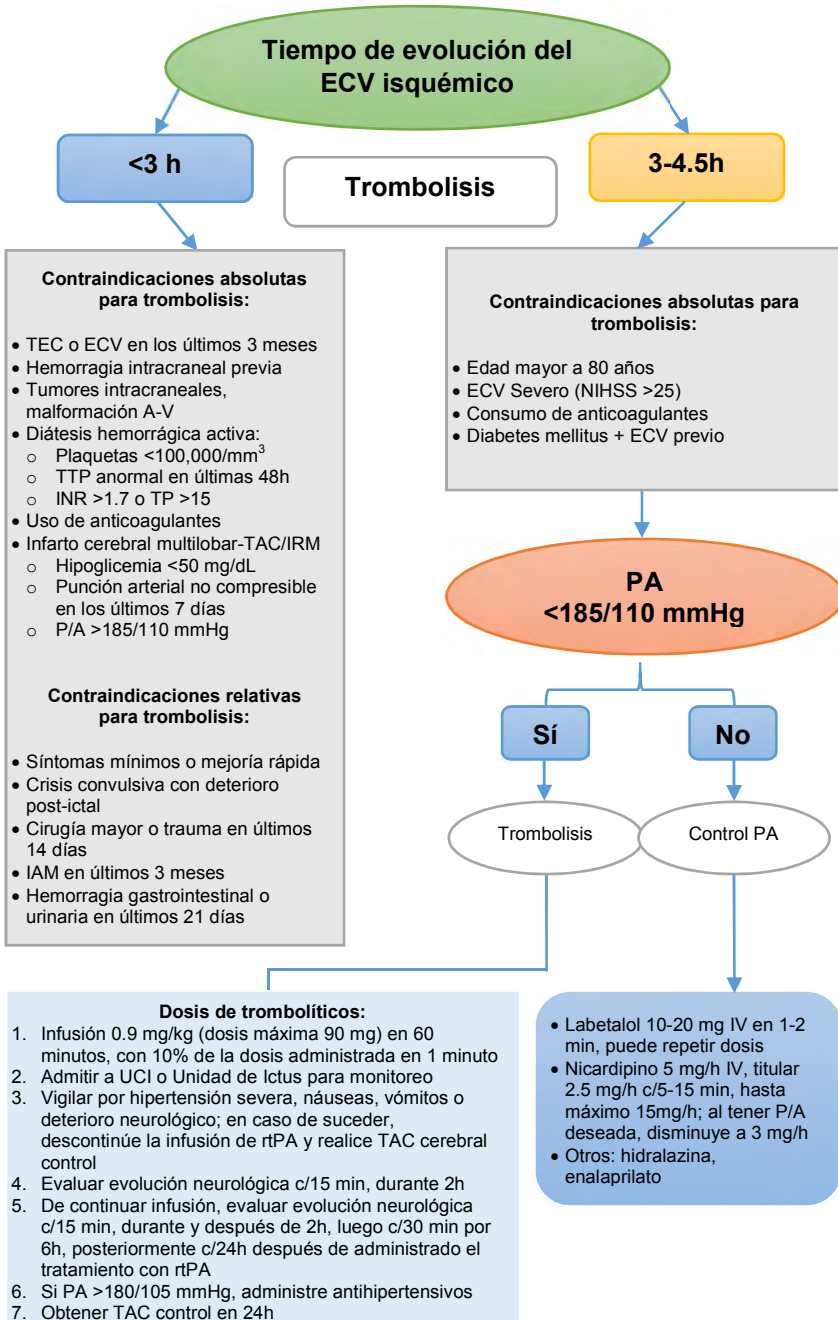 Tiempo de evolución del
ECV isquémico
<3 h
Trombolisis
3-4.5h
Contraindicaciones absolutas
para trombolisis:
• TEC o ECV en los últimos 3 meses
• Hemorragia intracraneal previa
• Tumores intracraneales,
malformación A-V
• Diátesis hemorrágica activa:
o Plaquetas <100,000/mm³
o TTP anormal en últimas 48h
o INR >1.7 o TP >15
• Uso de anticoagulantes
• Infarto cerebral multilobar-TAC/IRM
o Hipoglicemia <50 mg/dL
o Punción arterial no compresible
en los últimos 7 días
o P/A >185/110 mmHg
Contraindicaciones relativas
para trombolisis:
• Síntomas mínimos o mejoría rápida
• Crisis convulsiva con deterioro
post-ictal
• Cirugía mayor o trauma en últimos
14 días
• IAM en últimos 3 meses
• Hemorragia gastrointestinal o
urinaria en últimos 21 días
Contraindicaciones absolutas para
trombolisis:
• Edad mayor a 80 años
• ECV Severo (NIHSS >25)
• Consumo de anticoagulantes
• Diabetes mellitus + ECV previo
PA
<185/110 mmHg
Sí
No
Trombolisis
Control PA
Dosis de trombolíticos:
1. Infusión 0.9 mg/kg (dosis máxima 90 mg) en 60
minutos, con 10% de la dosis administrada en 1 minuto
2. Admitir a UCI o Unidad de Ictus para monitoreo
3. Vigilar por hipertensión severa, náuseas, vómitos o
deterioro neurológico; en caso de suceder,
descontinúe la infusión de rtPA y realice TAC cerebral
control
4. Evaluar evolución neurológica c/15 min, durante 2h
5. De continuar infusión, evaluar evolución neurológica
c/15 min, durante y después de 2h, luego c/30 min por
6h, posteriormente c/24h después de administrado el
tratamiento con rtPA
6. Si PA >180/105 mmHg, administre antihipertensivos
7. Obtener TAC control en 24h
• Labetalol 10-20 mg IV en 1-2
min, puede repetir dosis
• Nicardipino 5 mg/h IV, titular
2.5 mg/h c/5-15 min, hasta
máximo 15mg/h; al tener P/A
deseada, disminuye a 3 mg/h
• Otros: hidralazina,
enalaprilato